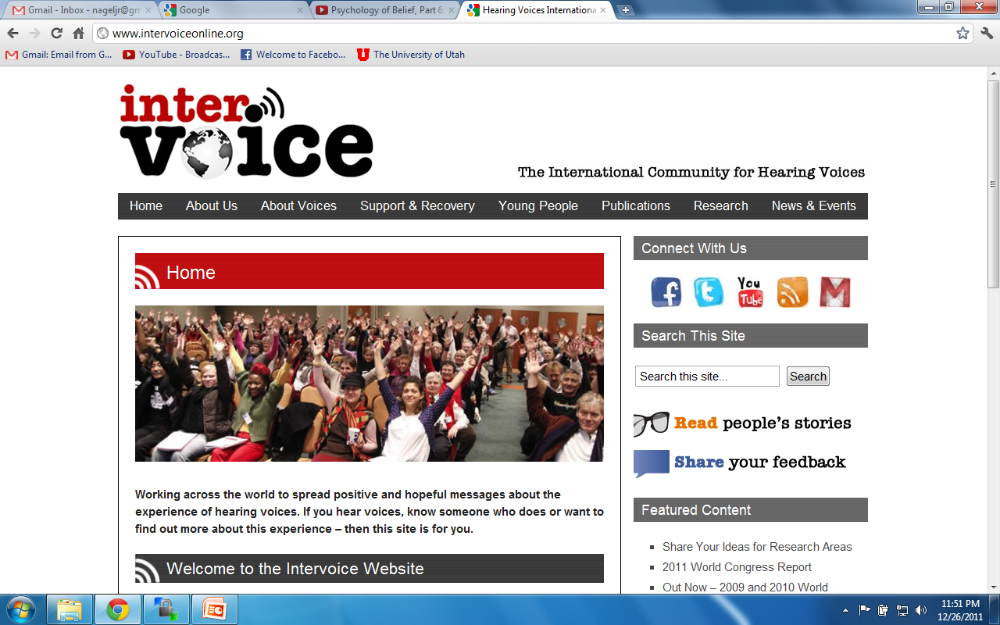 Gmail - Inbox - nageljr@gm
Google
Psychology of Belief, Part 6:
Hearing Voices Internationa
www.intervoiceonline.org
Gmail: Email from G...
YouTube - Broadcas...
Welcome to Facebo...
The University of Utah
inter
voice
The International Community for Hearing Voices
Home About Us About Voices Support & Recovery Young People Publications Research News & Events
Home
Working across the world to spread positive and hopeful messages about the
experience of hearing voices. If you hear voices, know someone who does or want to
find out more about this experience – then this site is for you.
Welcome to the Intervoice Website
Connect With Us
You
Tube
Search This Site
Search this site... Search
Read people's stories
Share your feedback
Featured Content
Share Your Ideas for Research Areas
2011 World Congress Report
Out Now – 2009 and 2010 World
11:51 PM
12/26/2011